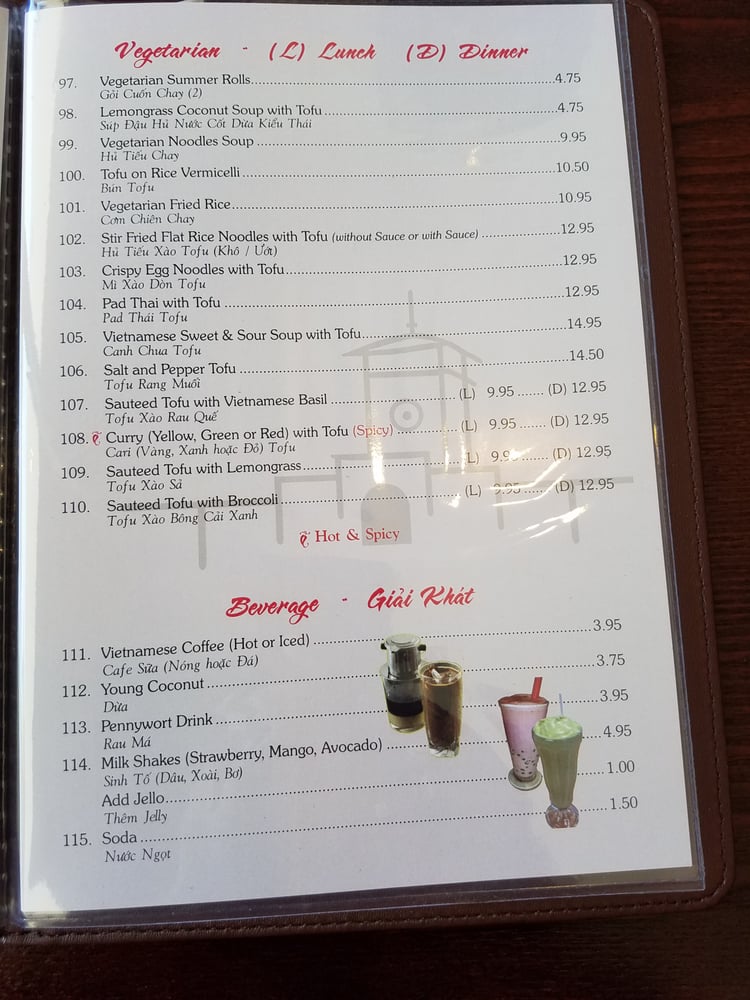 Vegetarian - (L) Lunch (D) Dinner
97. Vegetarian Summer Rolls....4.75
Gỏi Cuốn Chay (2)
98. Lemongrass Coconut Soup with Tofu....4.75
Súp Đậu Hủ Nước Cốt Dừa Kiểu Thái
99. Vegetarian Noodles Soup....9.95
Hủ Tiếu Chay
100. Tofu on Rice Vermicelli....10.50
Bún Tofu
101. Vegetarian Fried Rice....10.95
Cơm Chiên Chay
102. Stir Fried Flat Rice Noodles with Tofu (without Sauce or with Sauce)....12.95
Hủ Tiếu Xào Tofu (Khô / Ướt)
103. Crispy Egg Noodles with Tofu....12.95
Mì Xào Dòn Tofu
104. Pad Thai with Tofu....12.95
Pad Thái Tofu
105. Vietnamese Sweet & Sour Soup with Tofu....14.95
Canh Chua Tofu
106. Salt and Pepper Tofu....14.50
Tofu Rang Muối
107. Sauteed Tofu with Vietnamese Basil....(L) 9.95....(D) 12.95
Tofu Xào Rau Quế
108. Curry (Yellow, Green or Red) with Tofu (Spicy)....(L) 9.95....(D) 12.95
Cari (Vàng, Xanh hoặc Đỏ) Tofu
109. Sauteed Tofu with Lemongrass....(L) 9.95....(D) 12.95
Tofu Xào Sả
110. Sauteed Tofu with Broccoli....(L) 9.95....(D) 12.95
Tofu Xào Bông Cải Xanh
Hot & Spicy
Beverage - Giải Khát
111. Vietnamese Coffee (Hot or Iced)....3.95
Cafe Sữa (Nóng hoặc Đá)
112. Young Coconut....3.75
Dừa
113. Pennywort Drink....3.95
Rau Má
114. Milk Shakes (Strawberry, Mango, Avocado)....4.95
Sinh Tố (Dâu, Xoài, Bơ)
Add Jello....1.00
Thêm Jelly
115. Soda....1.50
Nước Ngọt